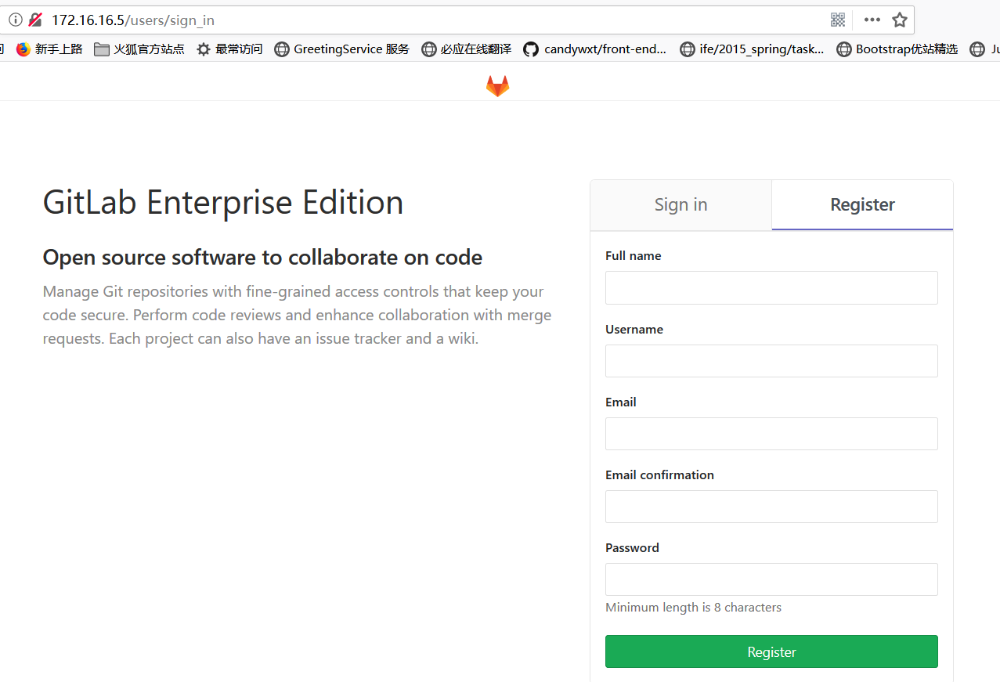 172.16.16.5/users/sign_in
新手上路 火狐官方站点 最常访问 GreetingService 服务 必应在线翻译 candywxt/front-end... ife/2015_spring/task... Bootstrap优站精选
GitLab Enterprise Edition
Open source software to collaborate on code
Manage Git repositories with fine-grained access controls that keep your
code secure. Perform code reviews and enhance collaboration with merge
requests. Each project can also have an issue tracker and a wiki.
Sign in Register
Full name
Username
Email
Email confirmation
Password
Minimum length is 8 characters
Register